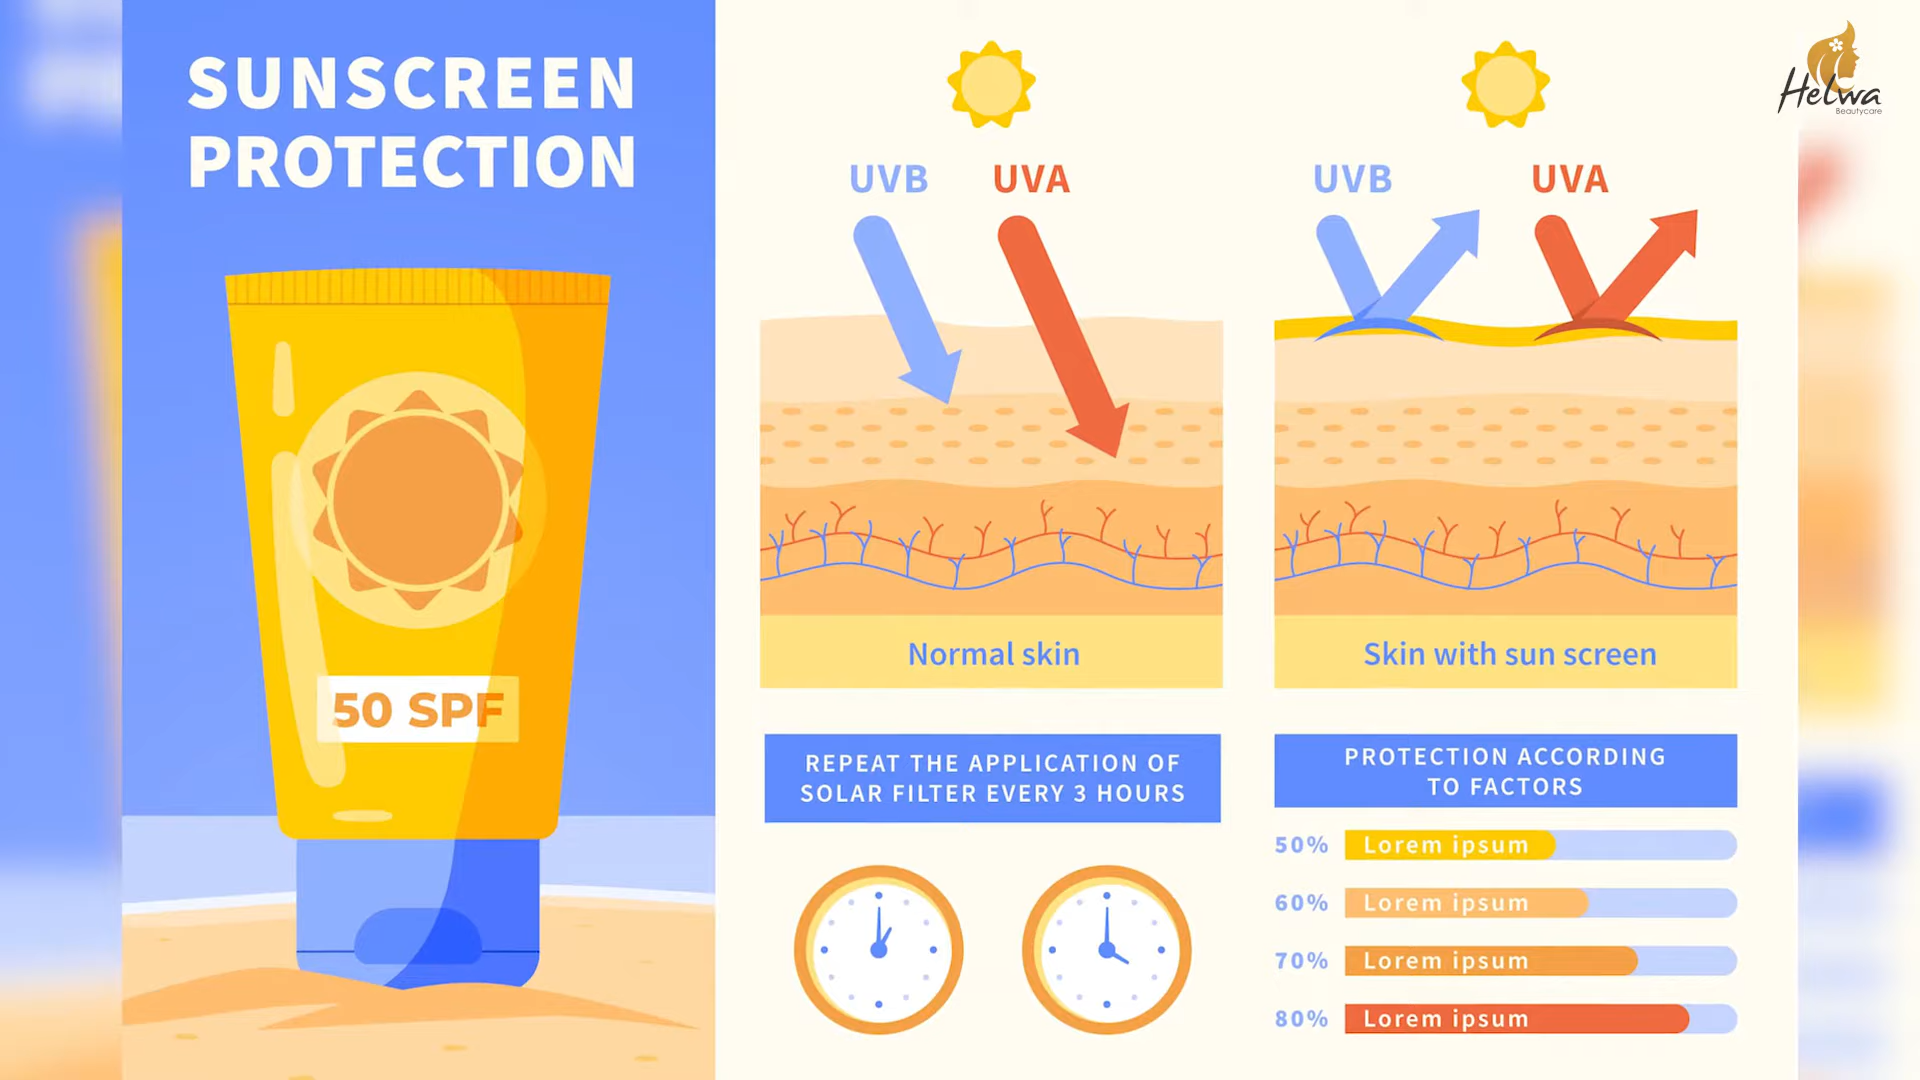 SUNSCREEN
PROTECTION
50 SPF
UVB UVA
Normal skin
UVB UVA
Skin with sun screen
REPEAT THE APPLICATION OF
SOLAR FILTER EVERY 3 HOURS
PROTECTION ACCORDING
TO FACTORS
50% Lorem ipsum
60% Lorem ipsum
70% Lorem ipsum
80% Lorem ipsum
Helwa
Beautycare